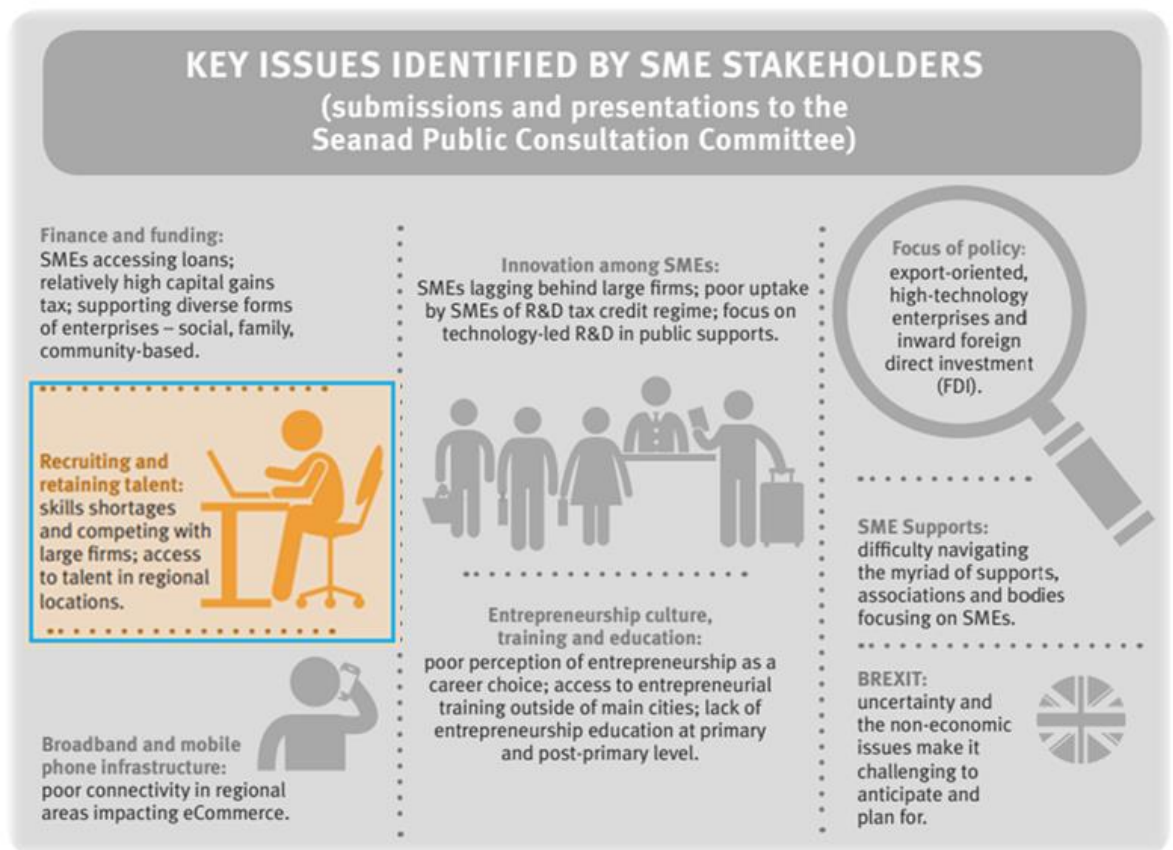 KEY ISSUES IDENTIFIED BY SME STAKEHOLDERS
(submissions and presentations to the
Seanad Public Consultation Committee)
Finance and funding:
SMEs accessing loans;
relatively high capital gains
tax; supporting diverse forms
of enterprises – social, family,
community-based.
Recruiting and
retaining talent:
skills shortages
and competing with
large firms; access
to talent in regional
locations.
Broadband and mobile
phone infrastructure:
poor connectivity in regional
areas impacting eCommerce.
Innovation among SMEs:
SMEs lagging behind large firms; poor uptake
by SMEs of R&D tax credit regime; focus on
technology-led R&D in public supports.
Entrepreneurship culture,
training and education:
poor perception of entrepreneurship as a
career choice; access to entrepreneurial
training outside of main cities; lack of
entrepreneurship education at primary
and post-primary level.
Focus of policy:
export-oriented,
high-technology
enterprises and
inward foreign
direct investment
(FDI).
SME Supports:
difficulty navigating
the myriad of supports,
associations and bodies
focusing on SMEs.
BREXIT:
uncertainty and
the non-economic
issues make it
challenging to
anticipate and
plan for.